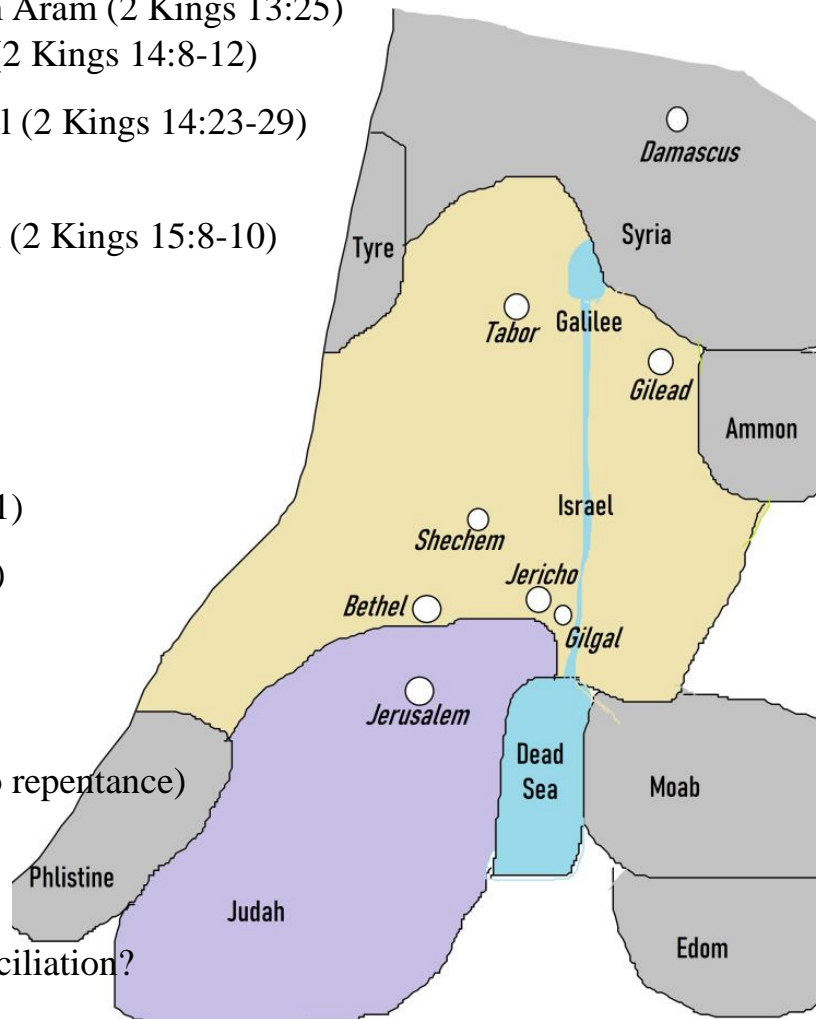 Aram (2 Kings 13:25)
(2 Kings 14:8-12)
(2 Kings 14:23-29)
(2 Kings 15:8-10)
1)
)
repentance)
ciliation?
Damascus
Syria
Tyre
Tabor
Galilee
Gilead
Ammon
Israel
Shechem
Jericho
Bethel
Gilgal
Jerusalem
Dead
Sea
Moab
Phlistine
Judah
Edom